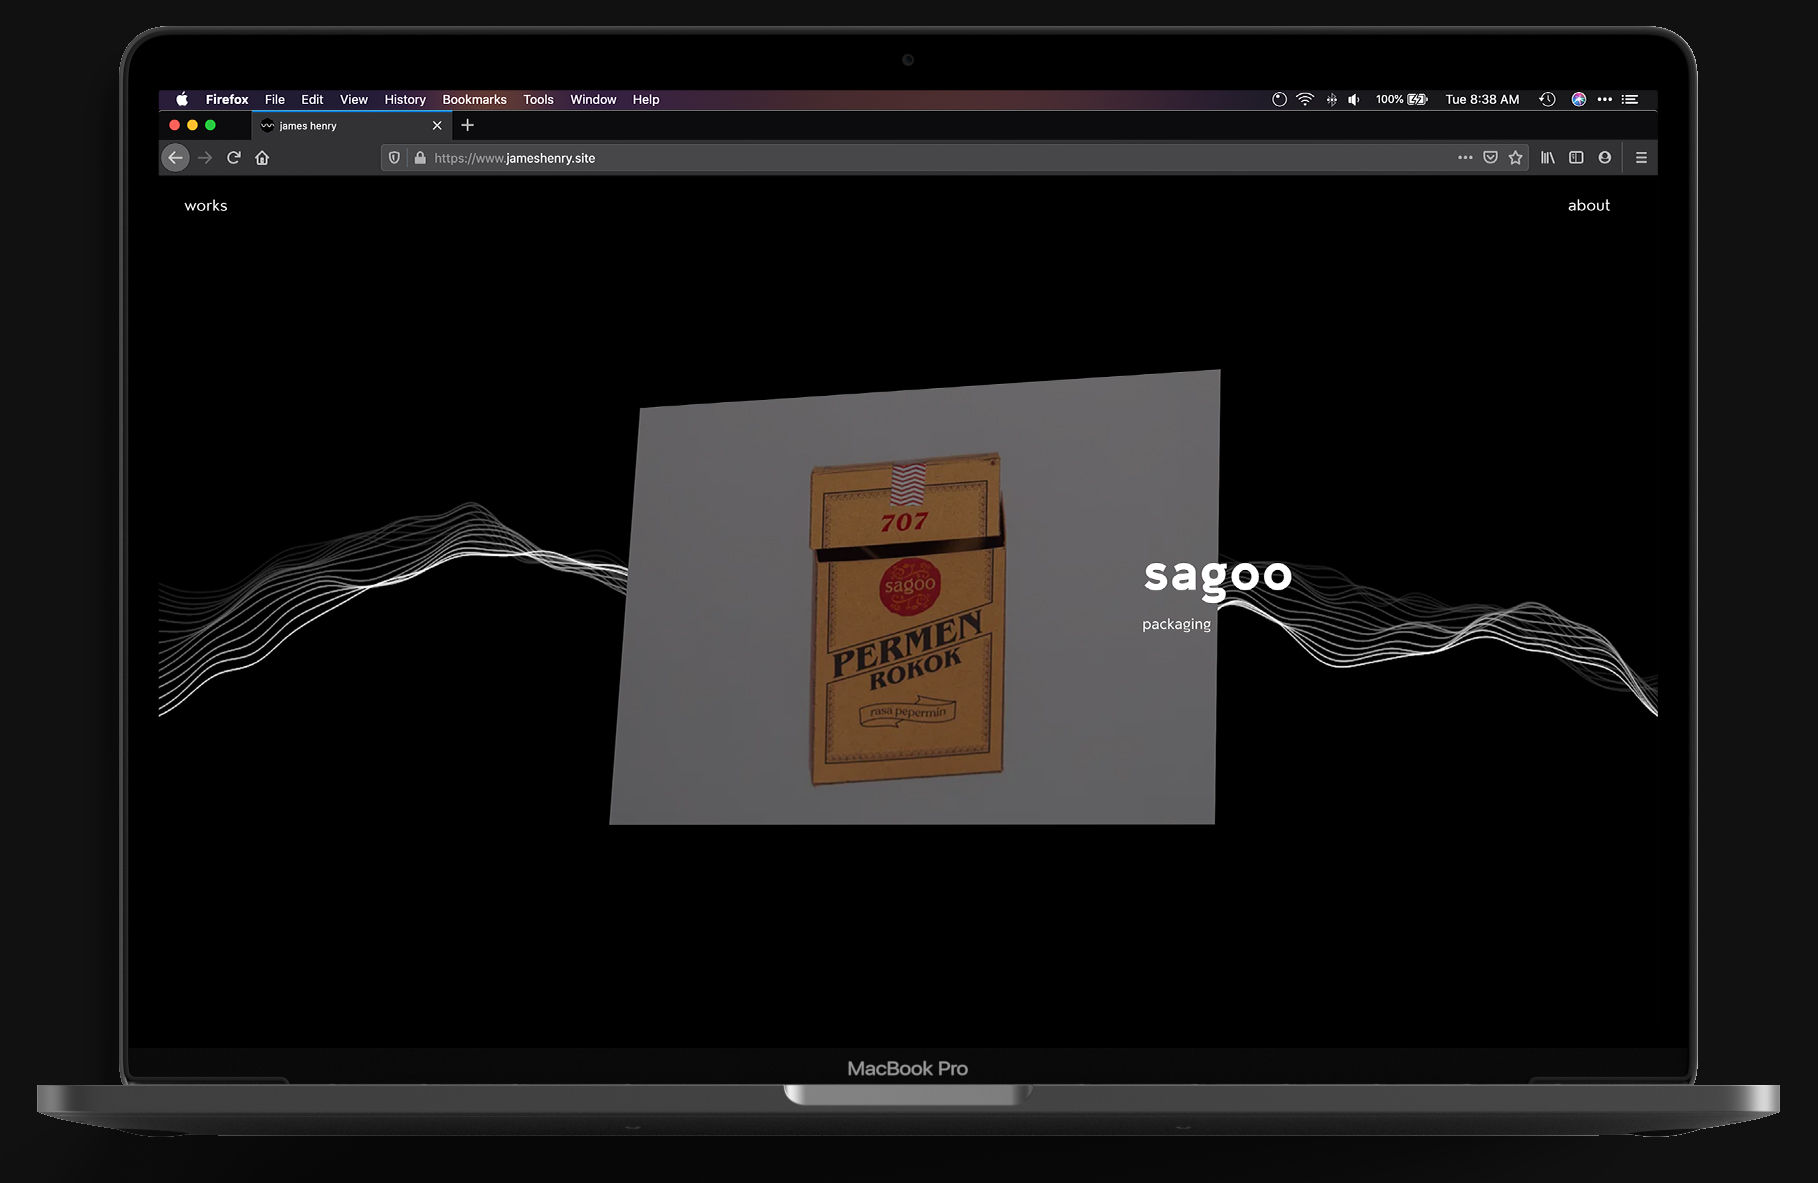 Firefox File Edit View History Bookmarks Tools Window Help 100% Tue 8:38 AM
james henry
https://www.jameshenry.site
works about
707
sagoo
PERMEN
ROKOK
rasa pepermin
sagoo
packaging
MacBook Pro